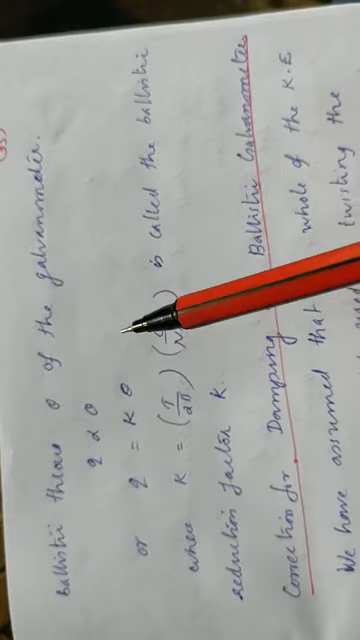 (33)
ballistic throw θ of the galvanometer.
q α θ
or q = K θ
where K = (T/2π) ( ) is called the ballistic
reduction factor K.
Correction for Damping Ballistic Galvanometer
We have assumed that whole of the K.E
twisting the